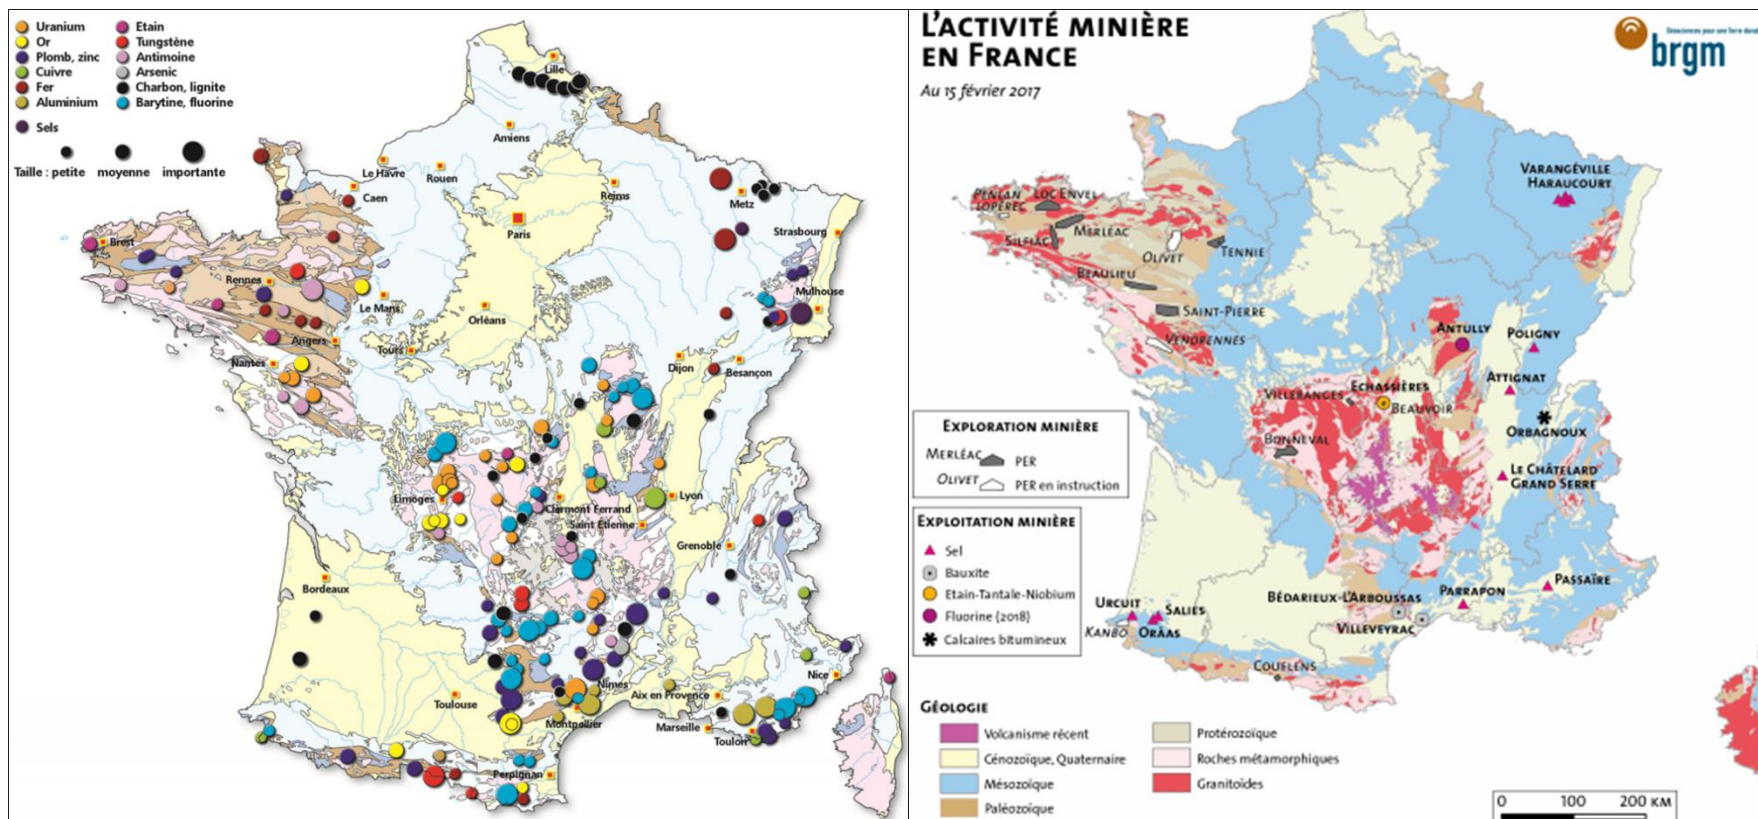 Uranium
Or
Plomb, zinc
Cuivre
Fer
Aluminium
Sels
Etain
Tungstène
Antimoine
Arsenic
Charbon, lignite
Barytine, fluorine
Taille : petite moyenne importante
Lille
Amiens
Le Havre
Rouen
Caen
Reims
Metz
Paris
Strasbourg
Brest
Rennes
Le Mans
Mulhouse
Orléans
Angers
Tours
Nantes
Dijon
Besançon
Limoges
Lyon
Clermont Ferrand
Saint Etienne
Grenoble
Bordeaux
Nîmes
Nice
Aix en Provence
Toulouse
Montpellier
Marseille
Toulon
Perpignan
L'ACTIVITÉ MINIÈRE
EN FRANCE
Au 15 février 2017
brgm
VARANGÉVILLE
HARAUCOURT
PENLAN
LOPÉREC
LOC ENVEL
MERLÉAC
SILFIAC
OLIVET
TENNIE
BEAULIEU
SAINT-PIERRE
VENDRENNES
ANTULLY
POLIGNY
ATTIGNAT
ECHASSIÈRES
VILLERANGES
BEAUVOIR
ORBAGNOUX
BONNEVAL
LE CHÂTELARD
GRAND SERRE
EXPLORATION MINIÈRE
MERLÉAC PER
OLIVET PER en instruction
EXPLOITATION MINIÈRE
Sel
Bauxite
Etain-Tantale-Niobium
Fluorine (2018)
Calcaires bitumineux
PASSAÏRE
PARRAPON
BÉDARIEUX-L'ARBOUSSAS
VILLEVEYRAC
URCUIT
SALIES
KANBO
ORÀAS
COUFLENS
GÉOLOGIE
Volcanisme récent
Cénozoïque, Quaternaire
Mésozoïque
Paléozoïque
Protérozoïque
Roches métamorphiques
Granitoïdes
0 100 200 KM